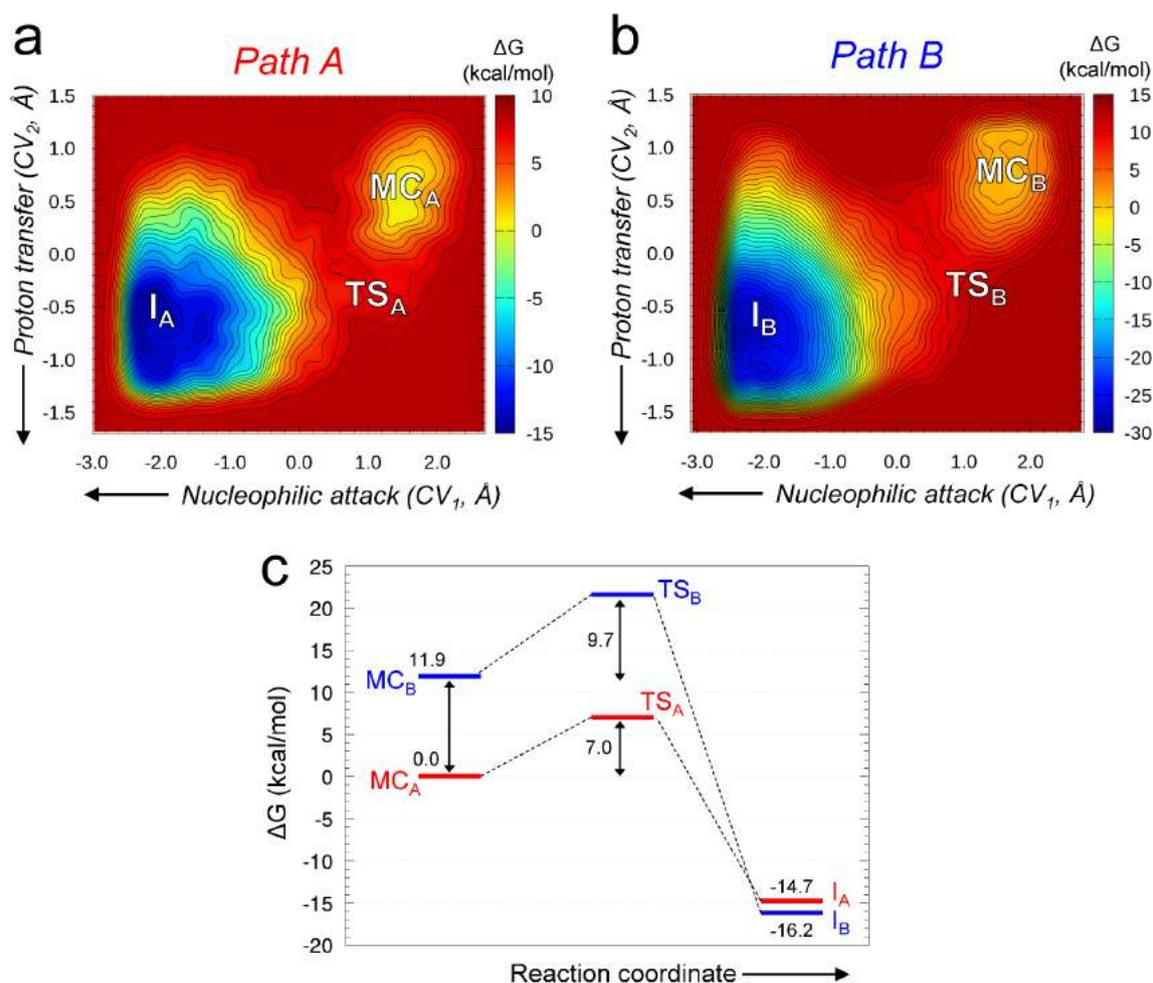 a
Path A
ΔG
(kcal/mol)
Proton transfer (CV2, Å)
1.5
1.0
0.5
0.0
-0.5
-1.0
-1.5
MCA
TSA
IA
10
5
0
-5
-10
-15
-3.0 -2.0 -1.0 0.0 1.0 2.0
Nucleophilic attack (CV1, Å)
b
Path B
ΔG
(kcal/mol)
Proton transfer (CV2, Å)
1.5
1.0
0.5
0.0
-0.5
-1.0
-1.5
MCB
TSB
IB
15
10
5
0
-5
-10
-15
-20
-25
-30
-3.0 -2.0 -1.0 0.0 1.0 2.0
Nucleophilic attack (CV1, Å)
c
ΔG (kcal/mol)
25
20
15
10
5
0
-5
-10
-15
-20
TSB
9.7
11.9
MCB
TSA
7.0
0.0
MCA
-14.7
IA
IB
-16.2
Reaction coordinate